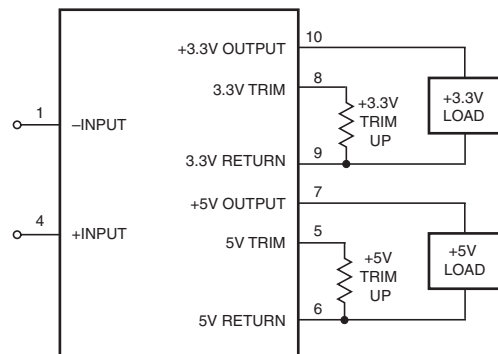 +3.3V OUTPUT
10
3.3V TRIM
8
+3.3V
TRIM
UP
+3.3V
LOAD
1
–INPUT
3.3V RETURN
9
+5V OUTPUT
7
4
+INPUT
5V TRIM
5
+5V
TRIM
UP
+5V
LOAD
5V RETURN
6